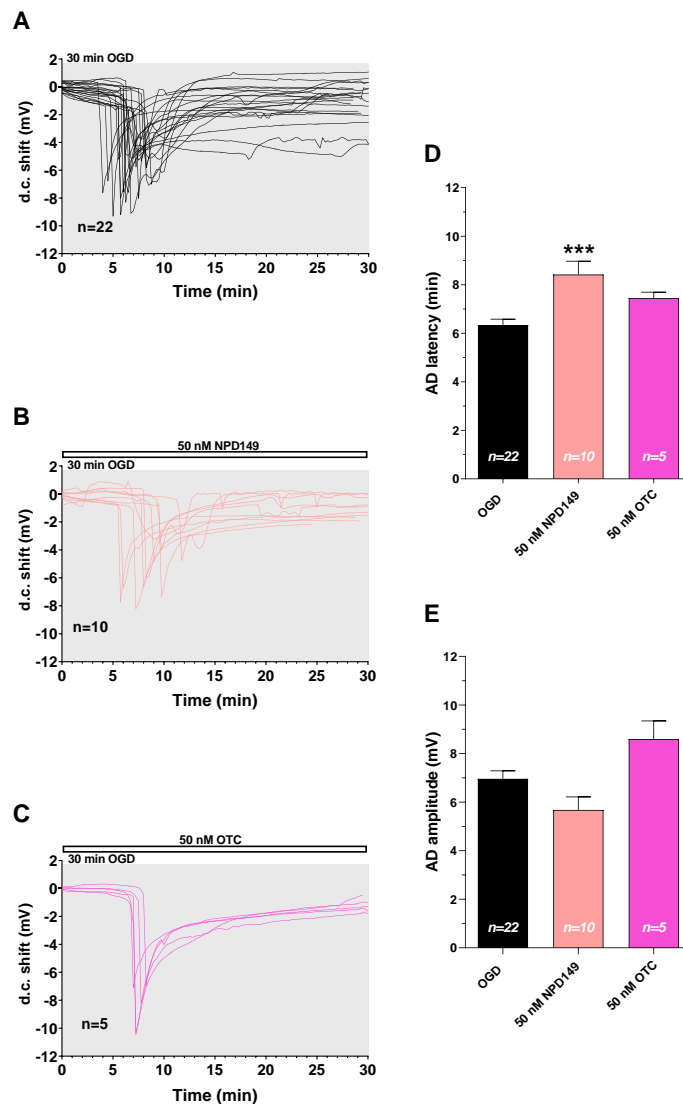 A
30 min OGD
2
0
-2
-4
-6
-8
-10
-12
d.c. shift (mV)
n=22
0 5 10 15 20 25 30
Time (min)
B
50 nM NPD149
30 min OGD
2
0
-2
-4
-6
-8
-10
-12
d.c. shift (mV)
n=10
0 5 10 15 20 25 30
Time (min)
C
50 nM OTC
30 min OGD
2
0
-2
-4
-6
-8
-10
-12
d.c. shift (mV)
n=5
0 5 10 15 20 25 30
Time (min)
D
12
10
8
6
4
2
0
AD latency (min)
***
n=22 n=10 n=5
OGD
50 nM NPD149
50 nM OTC
E
12
10
8
6
4
2
0
AD amplitude (mV)
n=22 n=10 n=5
OGD
50 nM NPD149
50 nM OTC